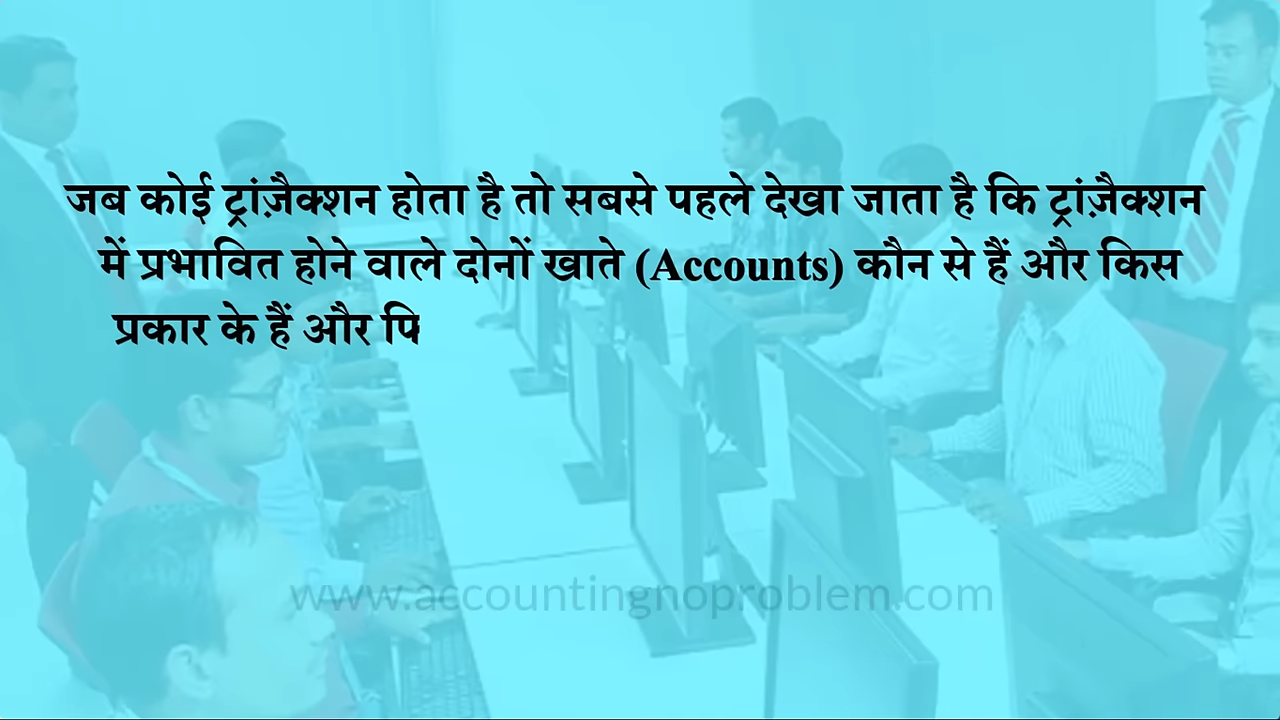 जब कोई ट्रांज़ैक्शन होता है तो सबसे पहले देखा जाता है कि ट्रांज़ैक्शन
में प्रभावित होने वाले दोनों खाते (Accounts) कौन से हैं और किस
प्रकार के हैं और
www.accountingnoproblem.com